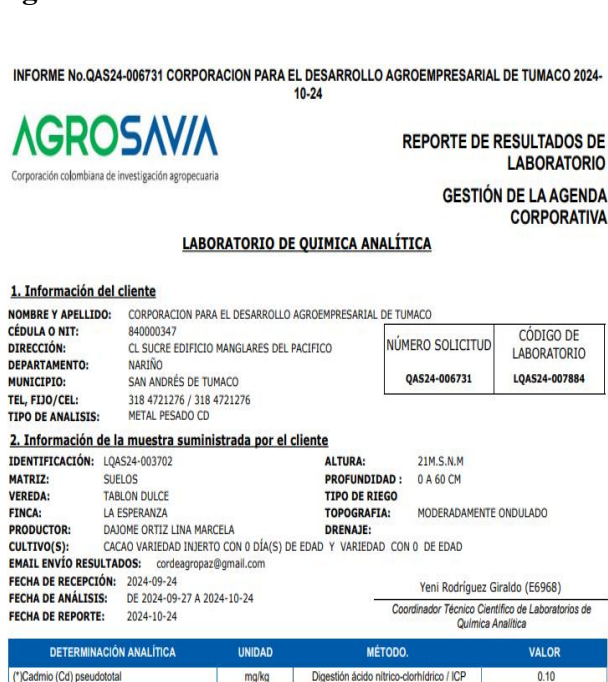 INFORME No.QAS24-006731 CORPORACION PARA EL DESARROLLO AGROEMPRESARIAL DE TUMACO 2024-
10-24
AGROSAVIA
Corporación colombiana de investigación agropecuaria
REPORTE DE RESULTADOS DE
LABORATORIO
GESTIÓN DE LA AGENDA
CORPORATIVA
LABORATORIO DE QUIMICA ANALÍTICA
1. Información del cliente
NOMBRE Y APELLIDO: CORPORACION PARA EL DESARROLLO AGROEMPRESARIAL DE TUMACO
CÉDULA O NIT: 840000347
DIRECCIÓN: CL SUCRE EDIFICIO MANGLARES DEL PACIFICO
DEPARTAMENTO: NARIÑO
MUNICIPIO: SAN ANDRÉS DE TUMACO
TEL, FIJO/CEL: 318 4721276 / 318 4721276
TIPO DE ANALISIS: METAL PESADO CD
NÚMERO SOLICITUD CÓDIGO DE
LABORATORIO
QAS24-006731 LQAS24-007884
2. Información de la muestra suministrada por el cliente
IDENTIFICACIÓN: LQAS24-003702 ALTURA: 21M.S.N.M
MATRIZ: SUELOS PROFUNDIDAD : 0 A 60 CM
VEREDA: TABLON DULCE TIPO DE RIEGO
FINCA: LA ESPERANZA TOPOGRAFIA: MODERADAMENTE ONDULADO
PRODUCTOR: DAJOME ORTIZ LINA MARCELA DRENAJE:
CULTIVO(S): CACAO VARIEDAD INJERTO CON 0 DÍA(S) DE EDAD Y VARIEDAD CON 0 DE EDAD
EMAIL ENVÍO RESULTADOS: cordeagropaz@gmail.com
FECHA DE RECEPCIÓN: 2024-09-24
FECHA DE ANÁLISIS: DE 2024-09-27 A 2024-10-24
FECHA DE REPORTE: 2024-10-24
Yeni Rodríguez Giraldo (E6968)
Coordinador Técnico Científico de Laboratorios de
Química Analítica
DETERMINACIÓN ANALÍTICA UNIDAD MÉTODO. VALOR
(*)Cadmio (Cd) pseudototal mg/kg Digestión ácido nítrico-clorhídrico / ICP 0.10